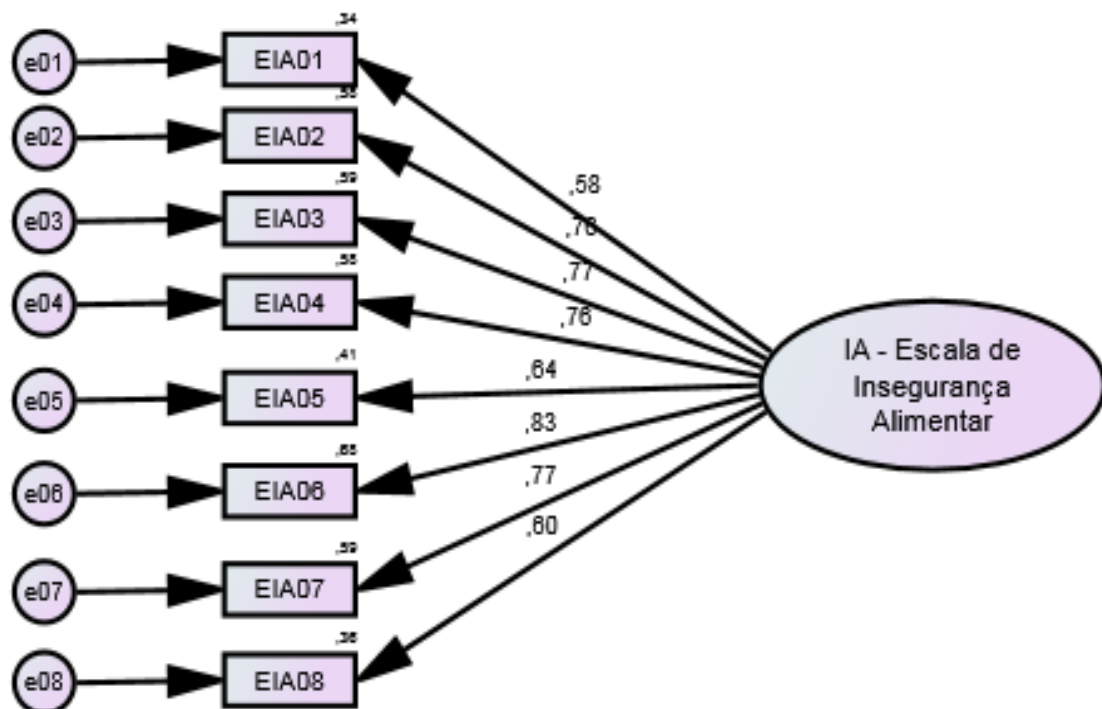 ,34
e01
EIA01
e02
EIA02
,58
,59
e03
EIA03
,76
,77
e04
EIA04
,76
IA - Escala de
Insegurança
Alimentar
,41
,64
e05
EIA05
,83
e06
EIA06
,77
,59
,60
e07
EIA07
,36
e08
EIA08